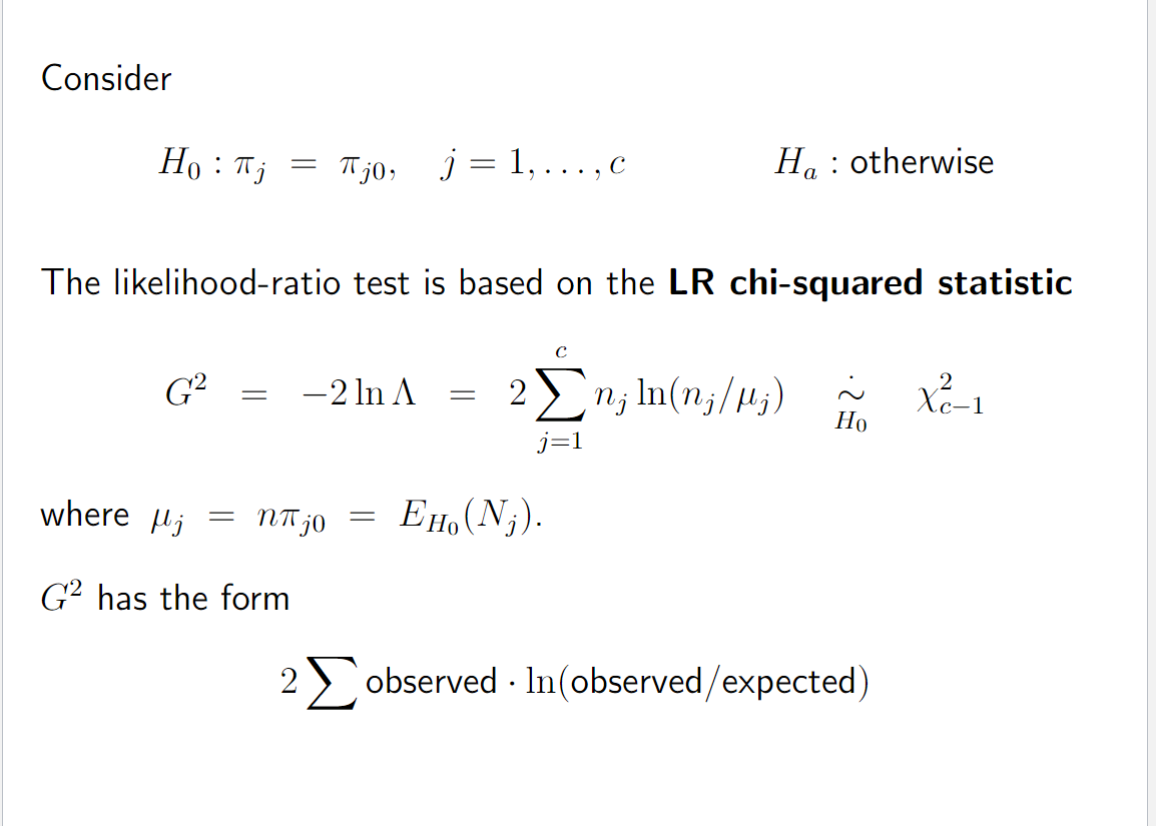 Consider
H₀ : πⱼ = πⱼ₀, j = 1, . . . , c Hₐ : otherwise
The likelihood-ratio test is based on the LR chi-squared statistic
G² = −2 ln Λ = 2 ∑_{j=1}^{c} nⱼ ln(nⱼ/μⱼ) ∼̇_{H₀} χ²_{c−1}
where μⱼ = nπⱼ₀ = E_{H₀}(Nⱼ).
G² has the form
2 ∑ observed · ln(observed/expected)